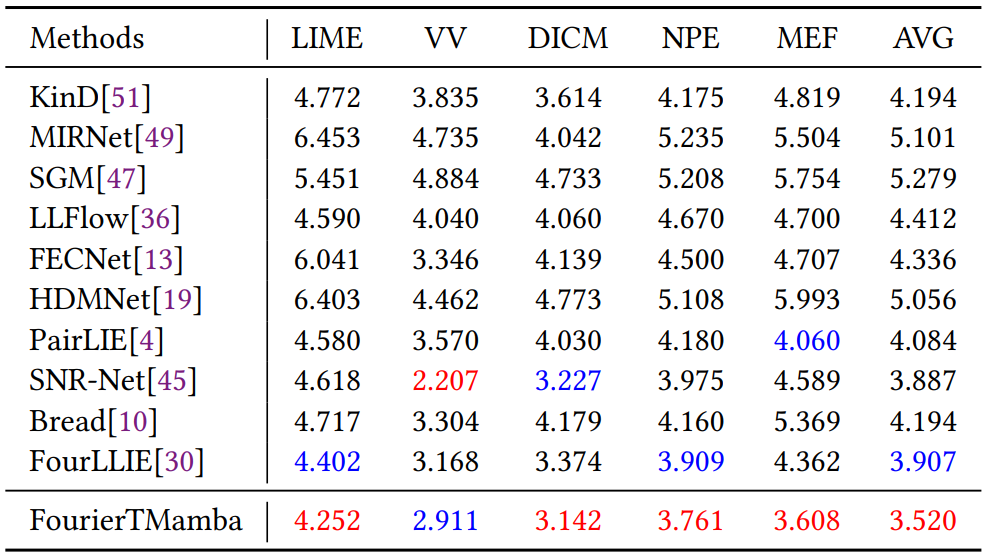 Methods LIME VV DICM NPE MEF AVG
KinD[51] 4.772 3.835 3.614 4.175 4.819 4.194
MIRNet[49] 6.453 4.735 4.042 5.235 5.504 5.101
SGM[47] 5.451 4.884 4.733 5.208 5.754 5.279
LLFlow[36] 4.590 4.040 4.060 4.670 4.700 4.412
FECNet[13] 6.041 3.346 4.139 4.500 4.707 4.336
HDMNet[19] 6.403 4.462 4.773 5.108 5.993 5.056
PairLIE[4] 4.580 3.570 4.030 4.180 4.060 4.084
SNR-Net[45] 4.618 2.207 3.227 3.975 4.589 3.887
Bread[10] 4.717 3.304 4.179 4.160 5.369 4.194
FourLLIE[30] 4.402 3.168 3.374 3.909 4.362 3.907
FourierTMamba 4.252 2.911 3.142 3.761 3.608 3.520